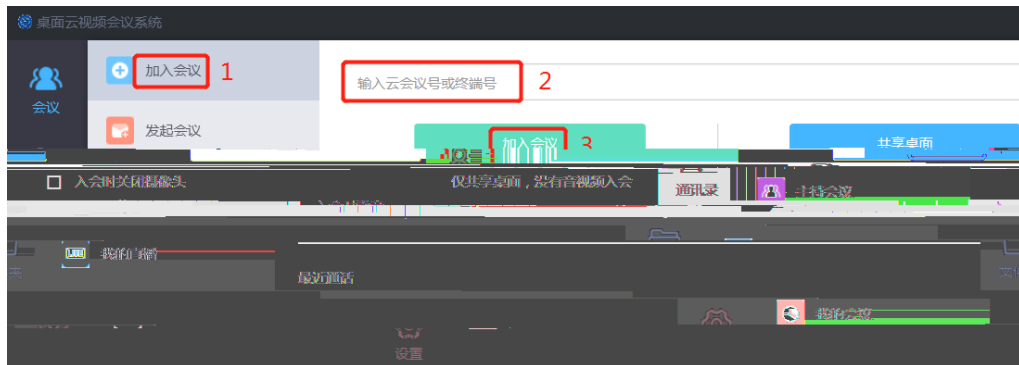 桌面云视频会议系统
加入会议 1
输入云会议号或终端号 2
会议
发起会议
加入会议 3
共享桌面
入会时关闭摄像头
仅共享桌面，没有音视频入会
通讯录
主持会议
最近通话
我的会议
设置